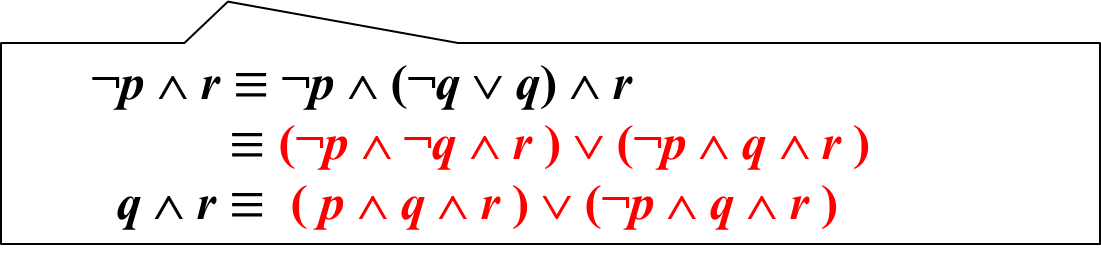 ¬p ∧ r ≡ ¬p ∧ (¬q ∨ q) ∧ r
≡ (¬p ∧ ¬q ∧ r ) ∨ (¬p ∧ q ∧ r )
q ∧ r ≡ ( p ∧ q ∧ r ) ∨ (¬p ∧ q ∧ r )